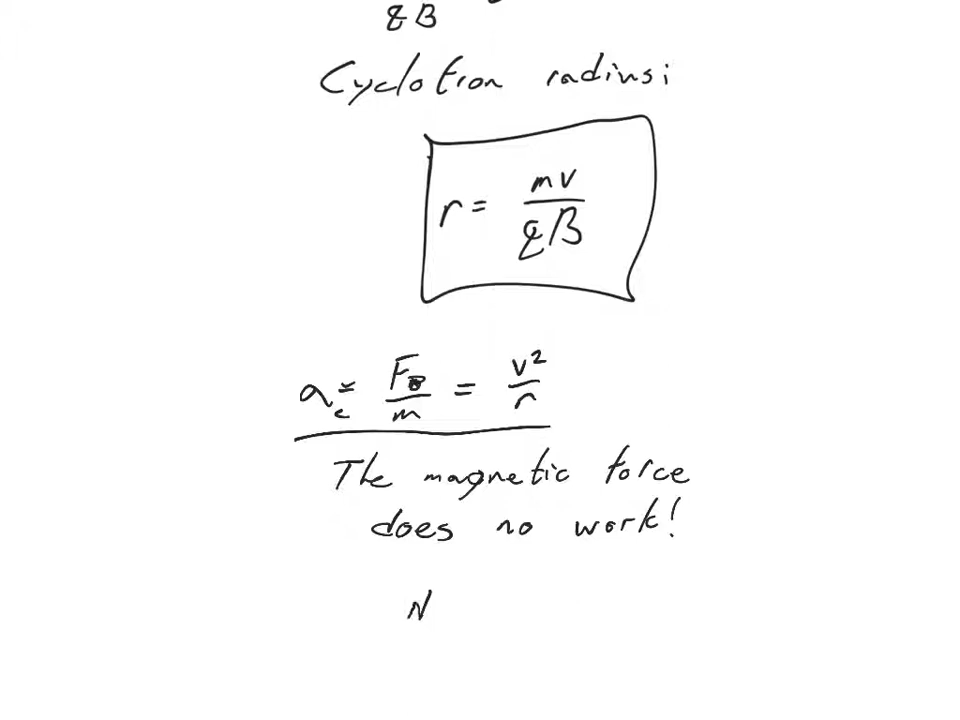 qB
Cyclotron radius:
r = mv/qB
a_c = F_B/m = v²/r
The magnetic force
does no work!
N